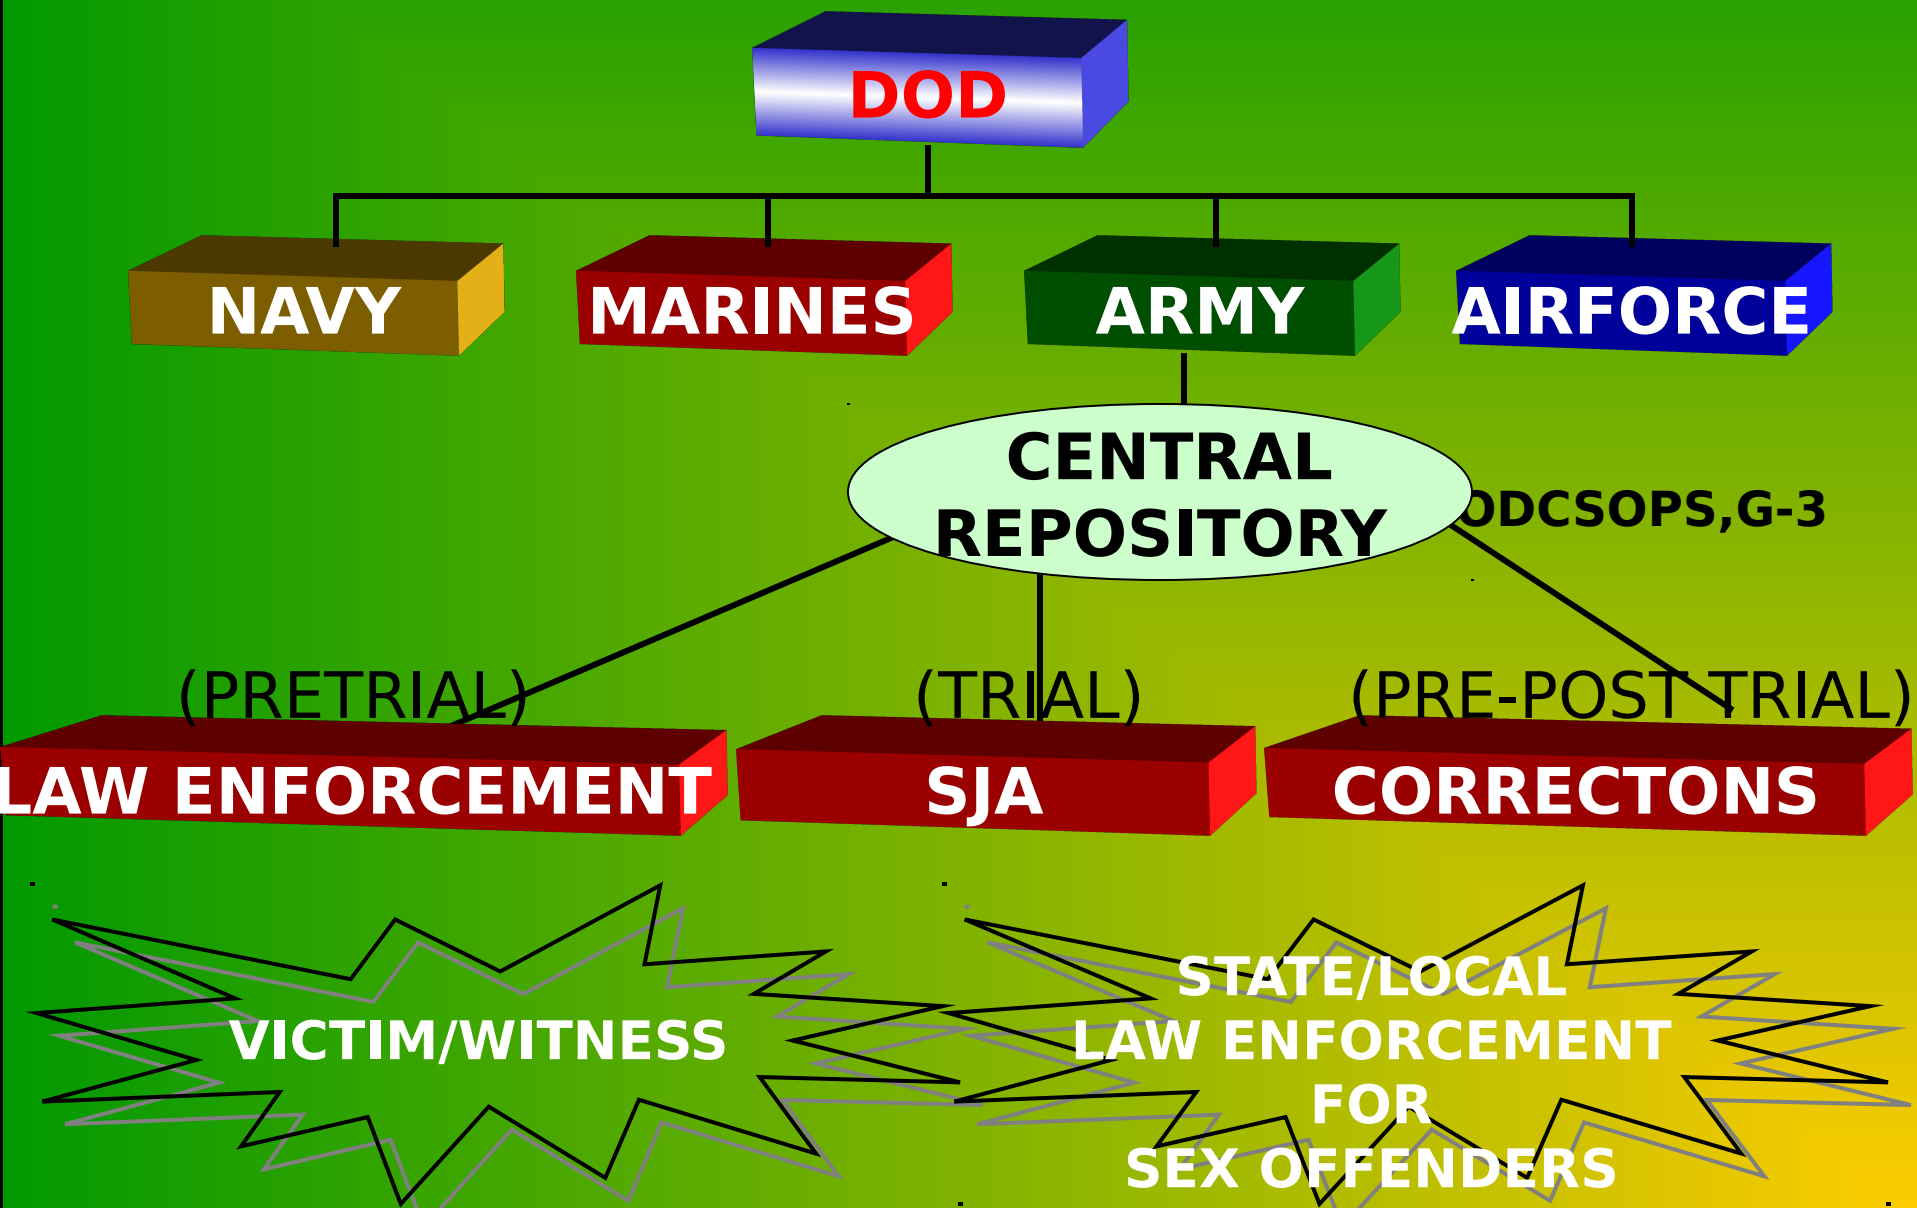 DOD
NAVY
MARINES
ARMY
AIRFORCE
CENTRAL
REPOSITORY
ODCSOPS,G-3
(PRETRIAL)
(TRIAL)
(PRE-POST TRIAL)
LAW ENFORCEMENT
SJA
CORRECTONS
VICTIM/WITNESS
STATE/LOCAL
LAW ENFORCEMENT
FOR
SEX OFFENDERS